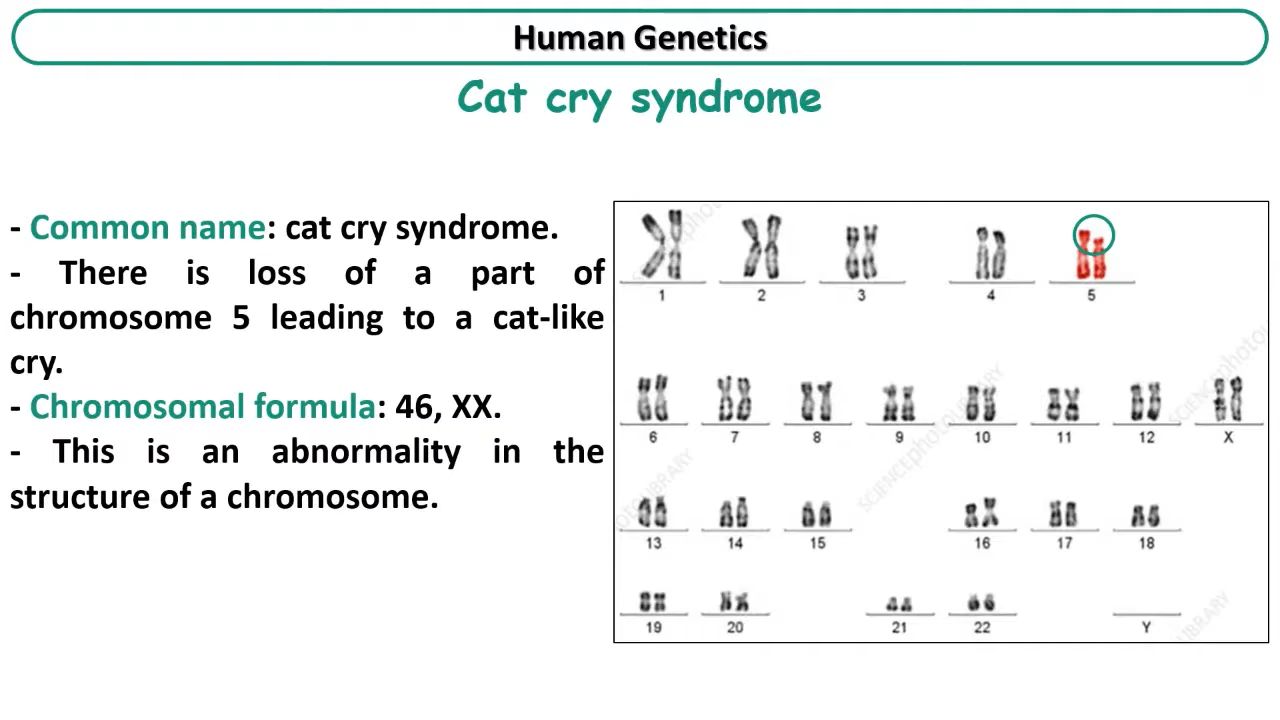 Human Genetics
Cat cry syndrome
- Common name: cat cry syndrome.
- There is loss of a part of
chromosome 5 leading to a cat-like
cry.
- Chromosomal formula: 46, XX.
- This is an abnormality in the
structure of a chromosome.
1 2 3 4 5
6 7 8 9 10 11 12 X
13 14 15 16 17 18
19 20 21 22 Y
SCIENCEphotoLIBRARY